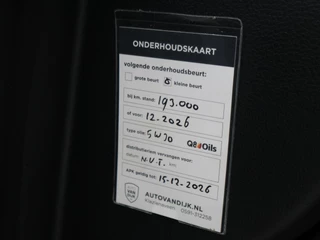 ONDERHOUDSKAART
volgende onderhoudsbeurt:
grote beurt kleine beurt
bij km. stand: 193.000
of voor: 12-2026
type olie: 5W30 Q8Oils
distributieriem vervangen voor:
datum N.V.T. km
APK geldig tot: 15-12-2026
AUTOVANDIJK.NL